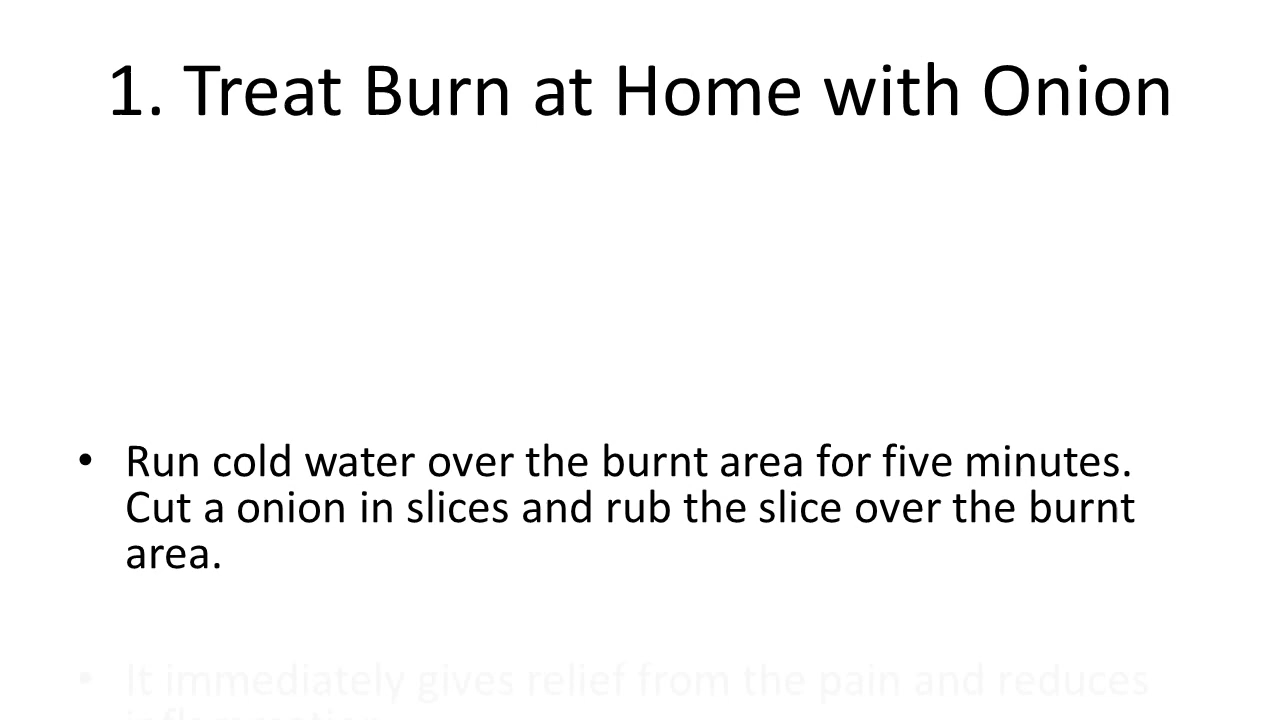 1. Treat Burn at Home with Onion
• Run cold water over the burnt area for five minutes.
Cut a onion in slices and rub the slice over the burnt
area.
• It immediately gives relief from the pain and reduces